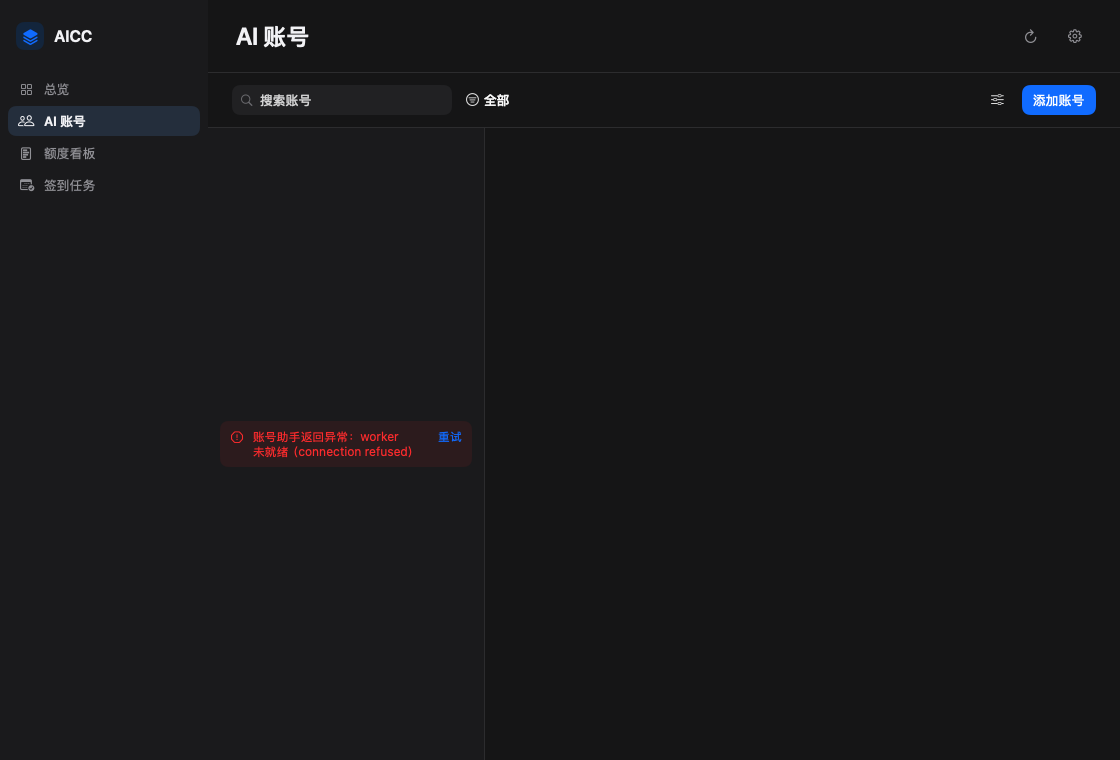 AICC
总览
AI 账号
额度看板
签到任务
AI 账号
搜索账号
全部
添加账号
账号助手返回异常：worker
未就绪 (connection refused)
重试